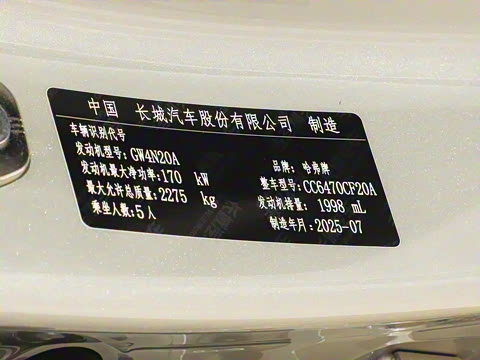 中国 长城汽车股份有限公司 制造
车辆识别代号
发动机型号:GW4N20A 品牌:哈弗牌
发动机最大净功率:170 kW 整车型号:CC6470CF20A
最大允许总质量:2275 kg 发动机排量: 1998 mL
乘坐人数:5人 制造年月:2025-07